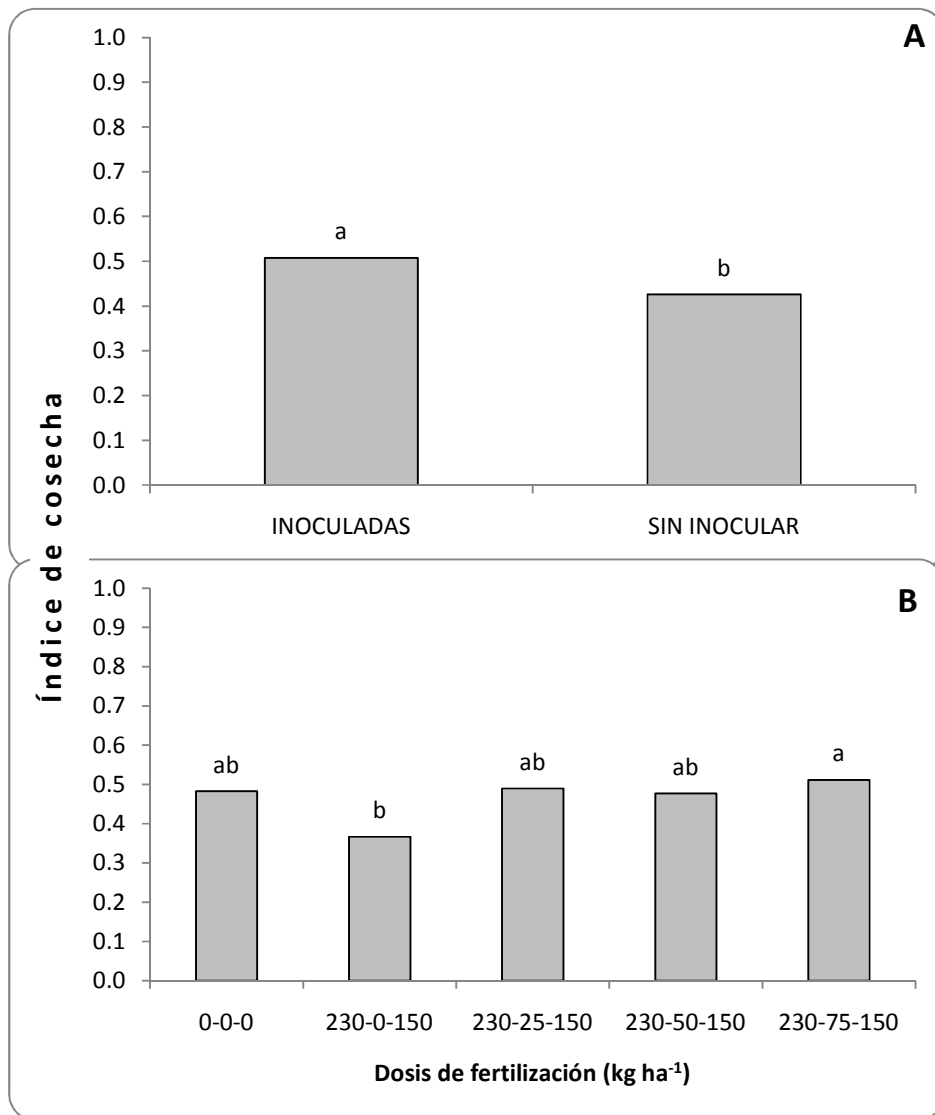 A
1.0
0.9
0.8
0.7
0.6
0.5
0.4
0.3
0.2
0.1
0.0
a
b
INOCULADAS SIN INOCULAR
Índice de cosecha
B
1.0
0.9
0.8
0.7
0.6
0.5
0.4
0.3
0.2
0.1
0.0
ab b ab ab a
0-0-0 230-0-150 230-25-150 230-50-150 230-75-150
Dosis de fertilización (kg ha⁻¹)